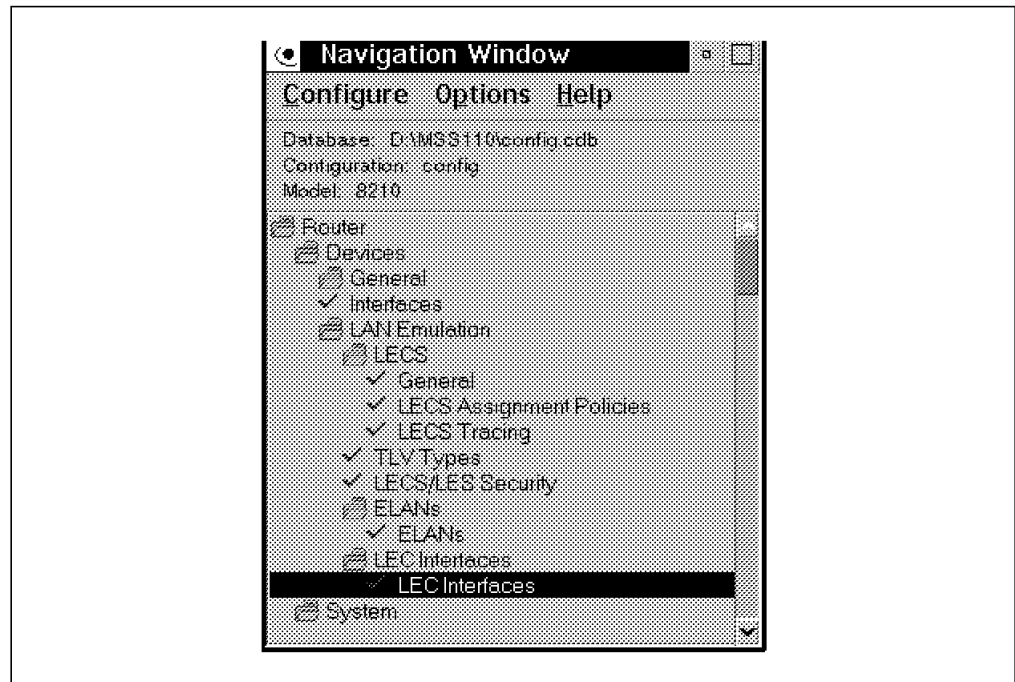 Navigation Window
Configure Options Help
Database: D:\MSS110\config.cdb
Configuration: config
Model: 8210
Router
Devices
General
Interfaces
LAN Emulation
LECS
General
LECS Assignment Policies
LECS Tracing
TLV Types
LECS/LES Security
ELANs
ELANs
LEC Interfaces
LEC Interfaces
System